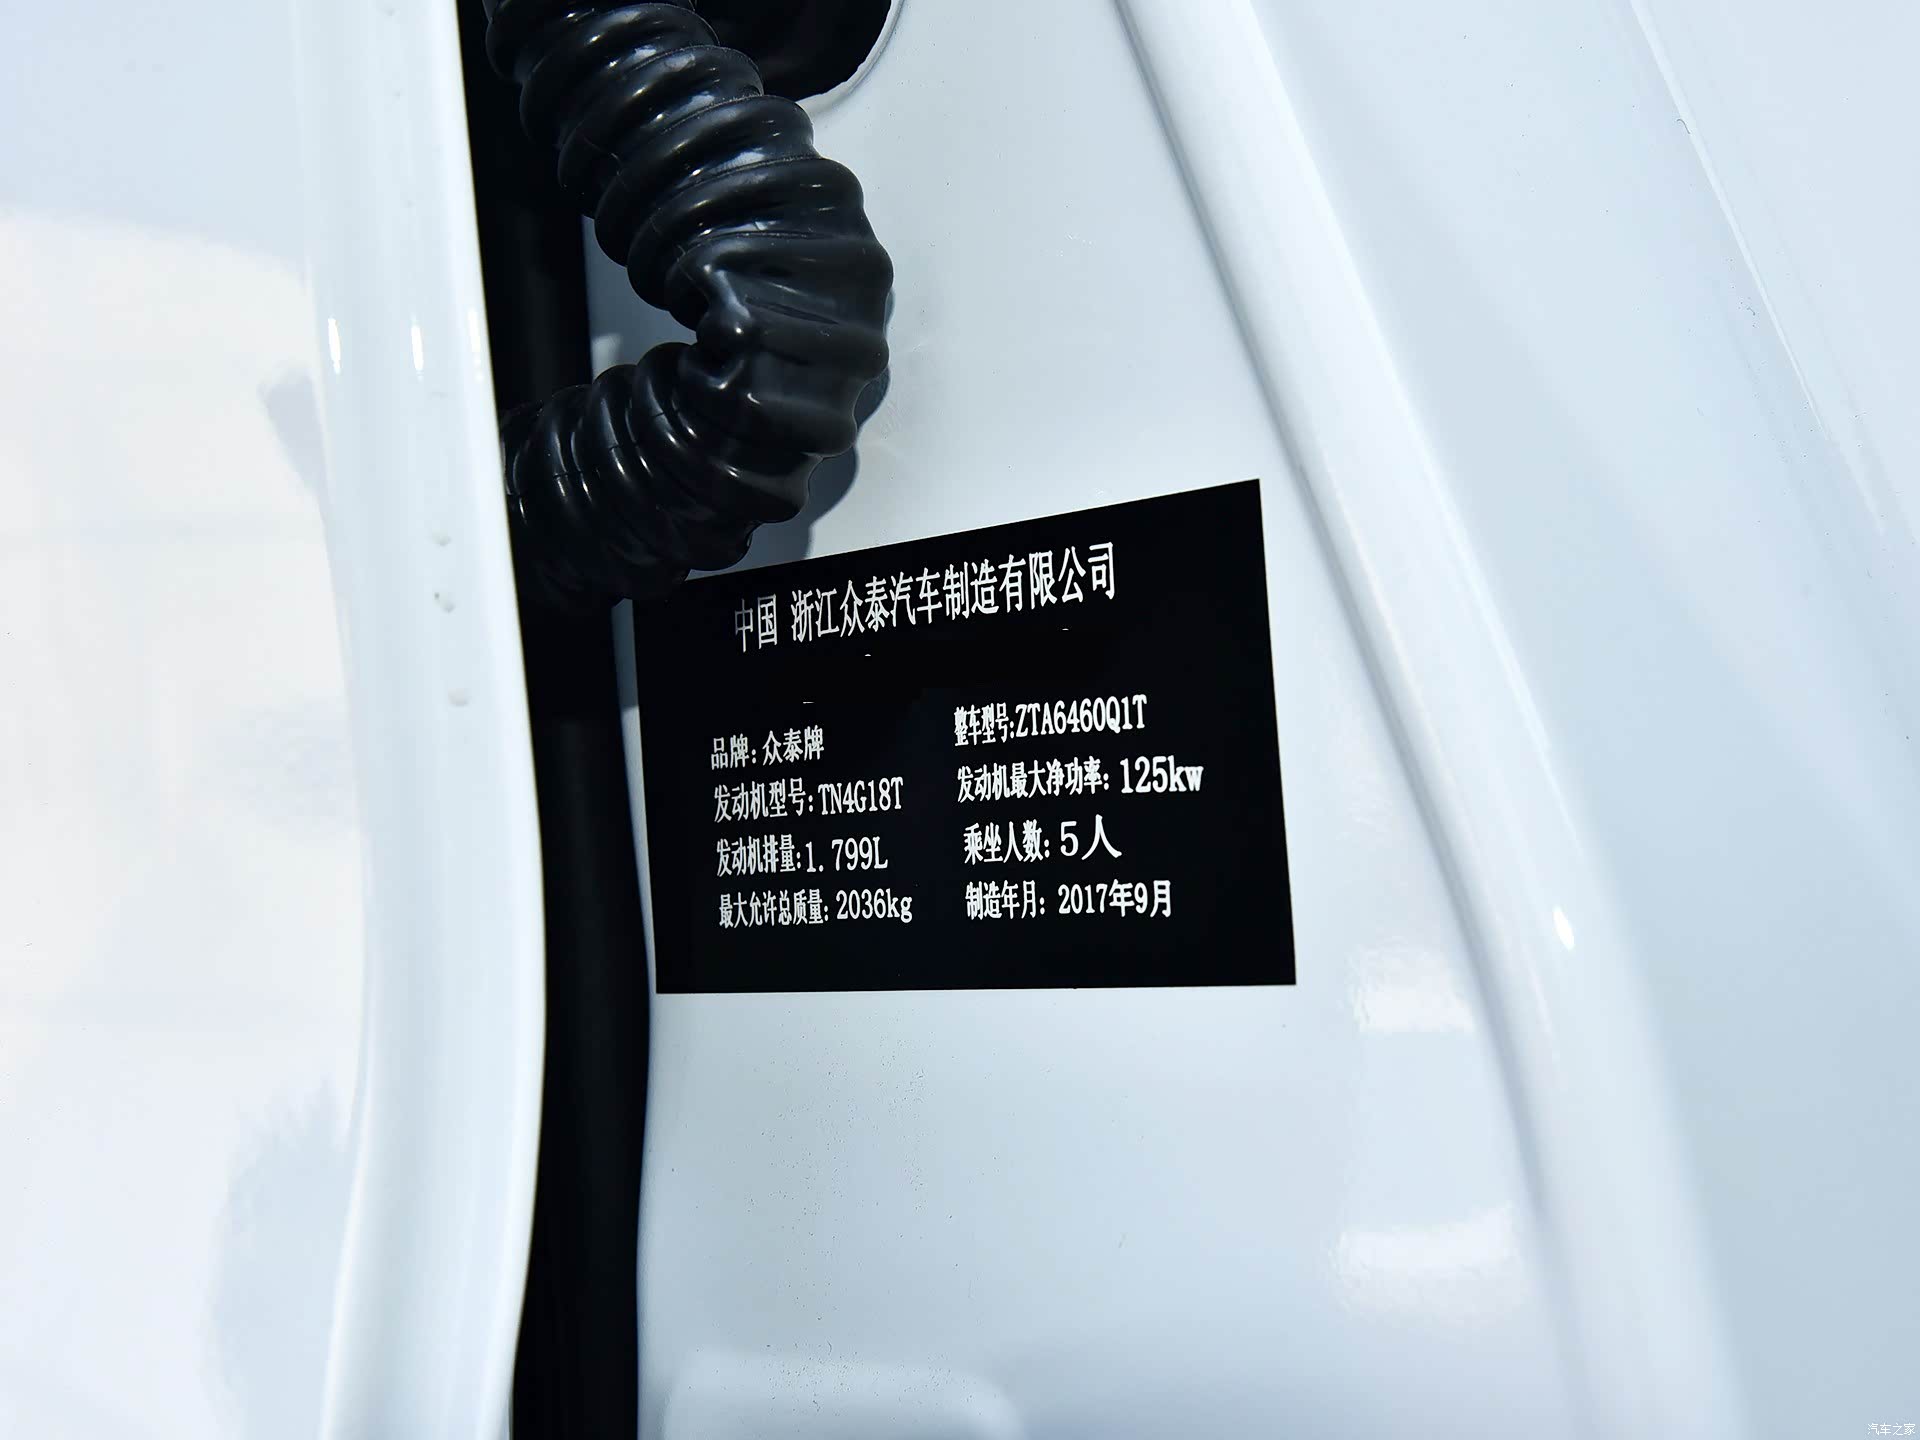 中国 浙江众泰汽车制造有限公司
品牌: 众泰牌
整车型号:ZTA6460Q1T
发动机型号:TN4G18T
发动机最大净功率: 125kw
发动机排量:1.799L
乘坐人数: 5人
最大允许总质量: 2036kg
制造年月: 2017年9月
汽车之家